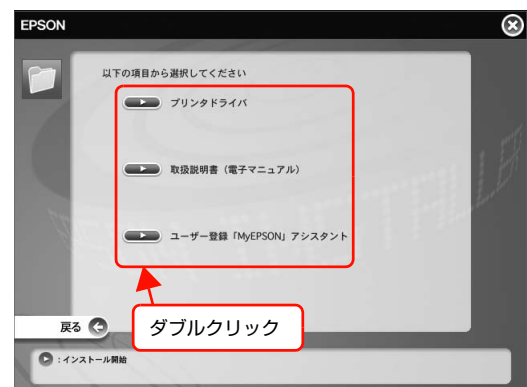 EPSON
以下の項目から選択してください
プリンタドライバ
取扱説明書（電子マニュアル）
ユーザー登録「MyEPSON」アシスタント
戻る
ダブルクリック
：インストール開始